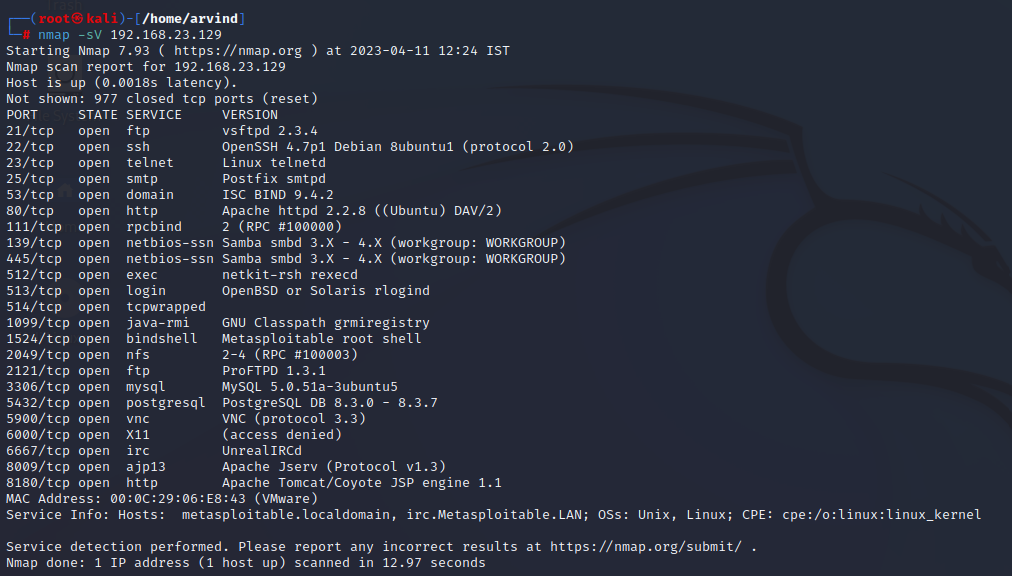 ┌──(root㉿kali)-[/home/arvind]
└─# nmap -sV 192.168.23.129
Starting Nmap 7.93 ( https://nmap.org ) at 2023-04-11 12:24 IST
Nmap scan report for 192.168.23.129
Host is up (0.0018s latency).
Not shown: 977 closed tcp ports (reset)
PORT     STATE SERVICE     VERSION
21/tcp   open  ftp         vsftpd 2.3.4
22/tcp   open  ssh         OpenSSH 4.7p1 Debian 8ubuntu1 (protocol 2.0)
23/tcp   open  telnet      Linux telnetd
25/tcp   open  smtp        Postfix smtpd
53/tcp   open  domain      ISC BIND 9.4.2
80/tcp   open  http        Apache httpd 2.2.8 ((Ubuntu) DAV/2)
111/tcp  open  rpcbind     2 (RPC #100000)
139/tcp  open  netbios-ssn Samba smbd 3.X - 4.X (workgroup: WORKGROUP)
445/tcp  open  netbios-ssn Samba smbd 3.X - 4.X (workgroup: WORKGROUP)
512/tcp  open  exec        netkit-rsh rexecd
513/tcp  open  login       OpenBSD or Solaris rlogind
514/tcp  open  tcpwrapped
1099/tcp open  java-rmi    GNU Classpath grmiregistry
1524/tcp open  bindshell   Metasploitable root shell
2049/tcp open  nfs         2-4 (RPC #100003)
2121/tcp open  ftp         ProFTPD 1.3.1
3306/tcp open  mysql       MySQL 5.0.51a-3ubuntu5
5432/tcp open  postgresql  PostgreSQL DB 8.3.0 - 8.3.7
5900/tcp open  vnc         VNC (protocol 3.3)
6000/tcp open  X11         (access denied)
6667/tcp open  irc         UnrealIRCd
8009/tcp open  ajp13       Apache Jserv (Protocol v1.3)
8180/tcp open  http        Apache Tomcat/Coyote JSP engine 1.1
MAC Address: 00:0C:29:06:E8:43 (VMware)
Service Info: Hosts:  metasploitable.localdomain, irc.Metasploitable.LAN; OSs: Unix, Linux; CPE: cpe:/o:linux:linux_kernel

Service detection performed. Please report any incorrect results at https://nmap.org/submit/ .
Nmap done: 1 IP address (1 host up) scanned in 12.97 seconds